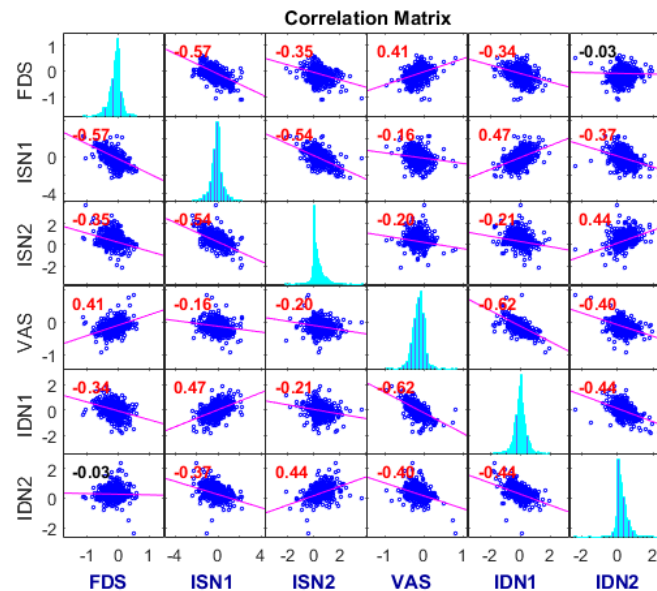 Correlation Matrix
FDS 1 0 -1 -0.57 -0.35 0.41 -0.34 -0.03
ISN1 0 -4 -0.57 -0.54 -0.16 0.47 -0.37
ISN2 2 0 -2 -0.35 -0.54 -0.20 -0.21 0.44
VAS 0 -1 0.41 -0.16 -0.20 -0.62 -0.40
IDN1 2 0 -2 -0.34 0.47 -0.21 -0.62 -0.44
IDN2 2 0 -2 -0.03 -0.37 0.44 -0.40 -0.44
-1 0 1 -4 0 4 -2 0 2 -1 0 1 -2 0 2 -2 0 2
FDS ISN1 ISN2 VAS IDN1 IDN2